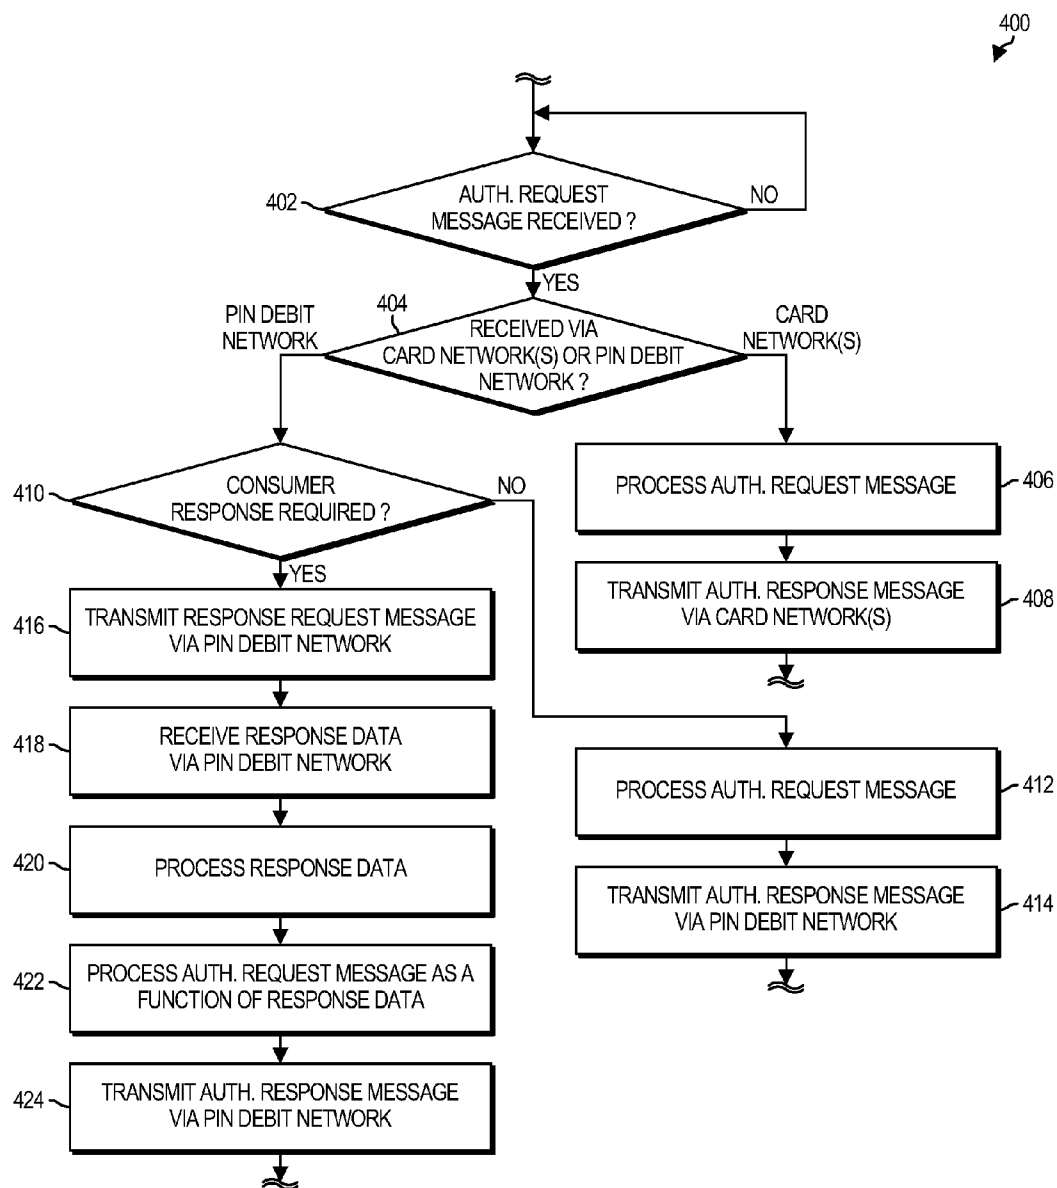 400
402
AUTH. REQUEST
MESSAGE RECEIVED ?
NO
YES
404
PIN DEBIT
NETWORK
RECEIVED VIA
CARD NETWORK(S) OR PIN DEBIT
NETWORK ?
CARD
NETWORK(S)
410
CONSUMER
RESPONSE REQUIRED ?
NO
YES
PROCESS AUTH. REQUEST MESSAGE
406
TRANSMIT AUTH. RESPONSE MESSAGE
VIA CARD NETWORK(S)
408
416
TRANSMIT RESPONSE REQUEST MESSAGE
VIA PIN DEBIT NETWORK
418
RECEIVE RESPONSE DATA
VIA PIN DEBIT NETWORK
PROCESS AUTH. REQUEST MESSAGE
412
420
PROCESS RESPONSE DATA
TRANSMIT AUTH. RESPONSE MESSAGE
VIA PIN DEBIT NETWORK
414
422
PROCESS AUTH. REQUEST MESSAGE AS A
FUNCTION OF RESPONSE DATA
424
TRANSMIT AUTH. RESPONSE MESSAGE
VIA PIN DEBIT NETWORK